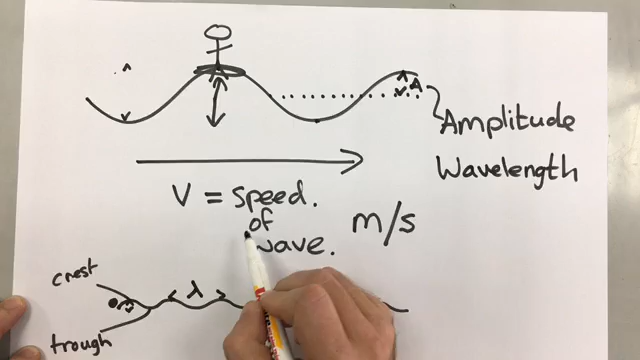 A
Amplitude
Wavelength
V = Speed.
of
wave.
m/s
crest
λ
trough